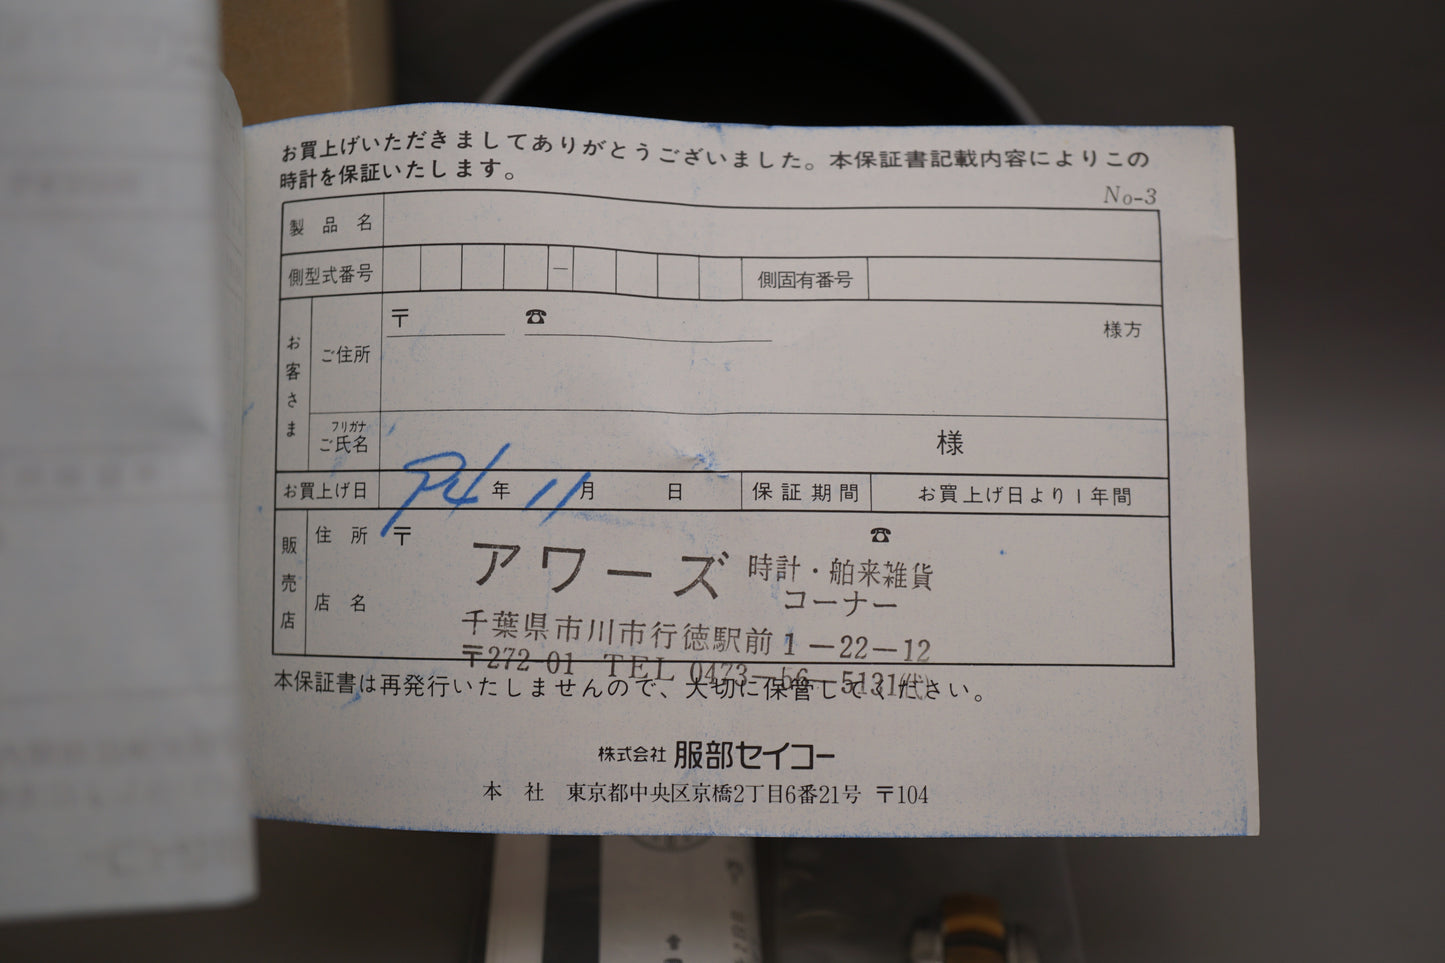 お買上げいただきましてありがとうございました。本保証書記載内容によりこの
時計を保証いたします。
No-3
製品名
側型式番号 － 側固有番号
お客さま
ご住所 〒 ☎ 様方
フリガナ
ご氏名 様
お買上げ日 年 11月 日 保証期間 お買上げ日より1年間
販売店
住所 〒 ☎
店名
アワーズ 時計・舶来雑貨
コーナー
千葉県市川市行徳駅前1－22－12
〒272-01 TEL 0473－56－5131(代)
本保証書は再発行いたしませんので、大切に保管してください。
株式会社 服部セイコー
本社 東京都中央区京橋2丁目6番21号 〒104